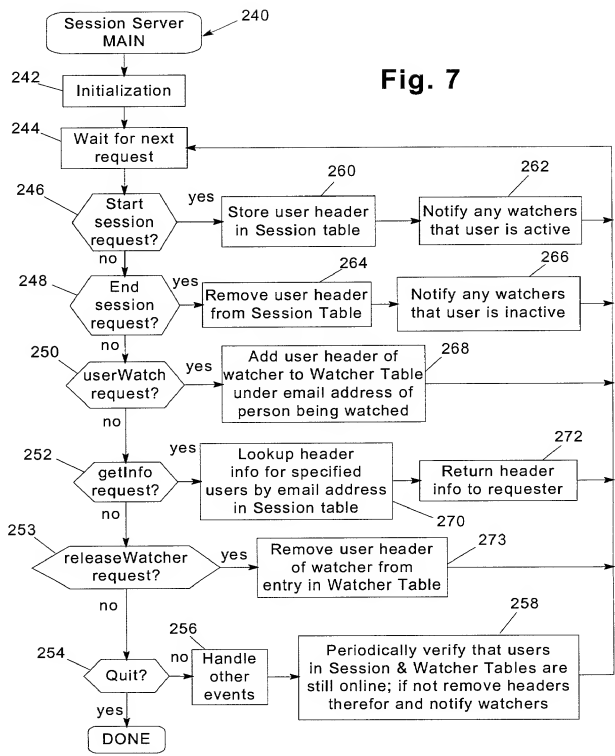 Session Server
MAIN
240
Fig. 7
242
Initialization
244
Wait for next
request
246
Start
session
request?
yes
no
260
Store user header
in Session table
262
Notify any watchers
that user is active
248
End
session
request?
yes
no
264
Remove user header
from Session Table
266
Notify any watchers
that user is inactive
250
userWatch
request?
yes
no
Add user header of
watcher to Watcher Table
under email address of
person being watched
268
252
getInfo
request?
yes
no
Lookup header
info for specified
users by email address
in Session table
270
272
Return header
info to requester
253
releaseWatcher
request?
yes
no
Remove user header
of watcher from
entry in Watcher Table
273
254
Quit?
no
yes
256
Handle
other
events
258
Periodically verify that users
in Session & Watcher Tables are
still online; if not remove headers
therefor and notify watchers
DONE